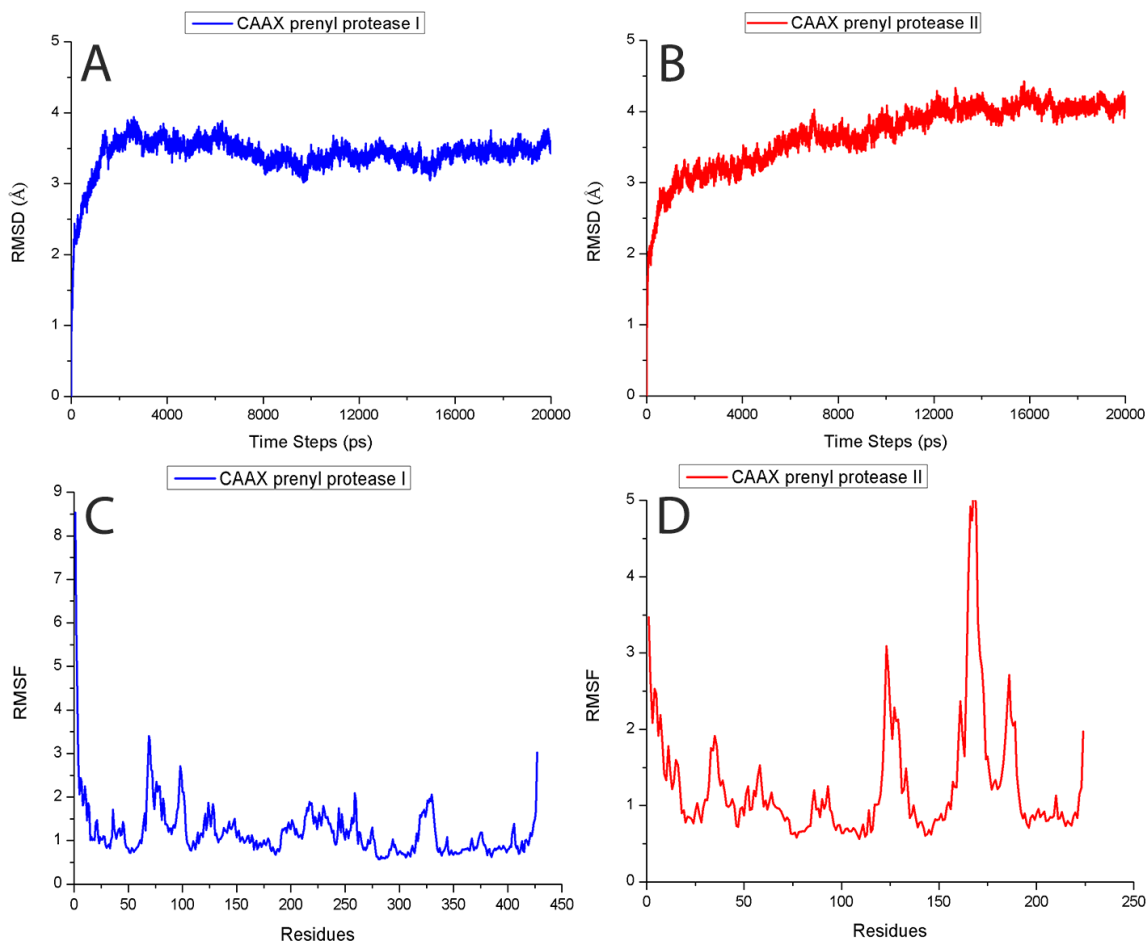 CAAX prenyl protease I
A
5
4
3
2
1
0
RMSD (Å)
0 4000 8000 12000 16000 20000
Time Steps (ps)
CAAX prenyl protease II
B
5
4
3
2
1
0
RMSD (Å)
0 4000 8000 12000 16000 20000
Time Steps (ps)
CAAX prenyl protease I
C
9
8
7
6
5
4
3
2
1
0
RMSF
0 50 100 150 200 250 300 350 400 450
Residues
CAAX prenyl protease II
D
5
4
3
2
1
0
RMSF
0 50 100 150 200 250
Residues